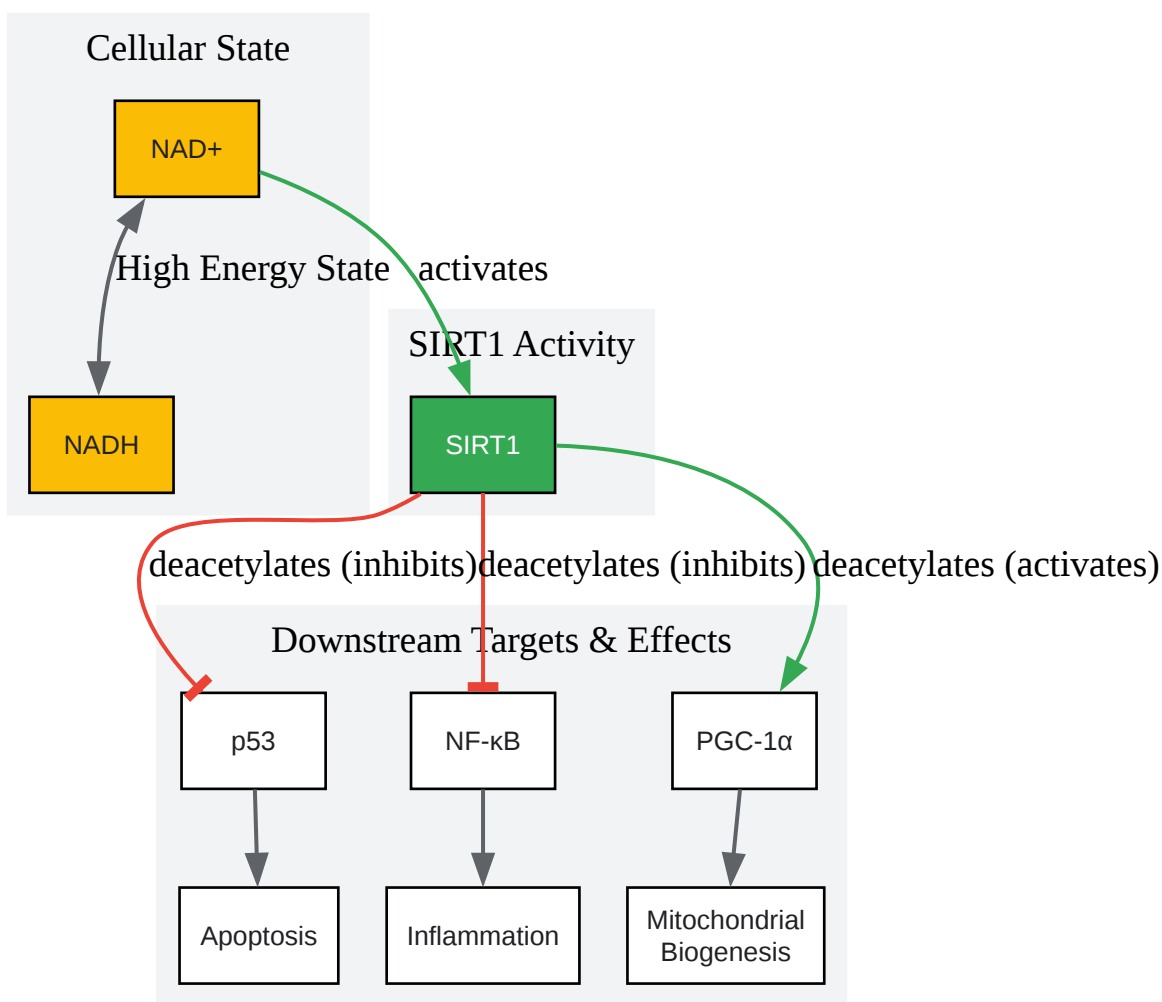 Cellular State
NAD+
High Energy State
activates
SIRT1 Activity
NADH
SIRT1
deacetylates (inhibits)
deacetylates (inhibits)
deacetylates (activates)
Downstream Targets & Effects
p53
NF-κB
PGC-1α
Apoptosis
Inflammation
Mitochondrial
Biogenesis